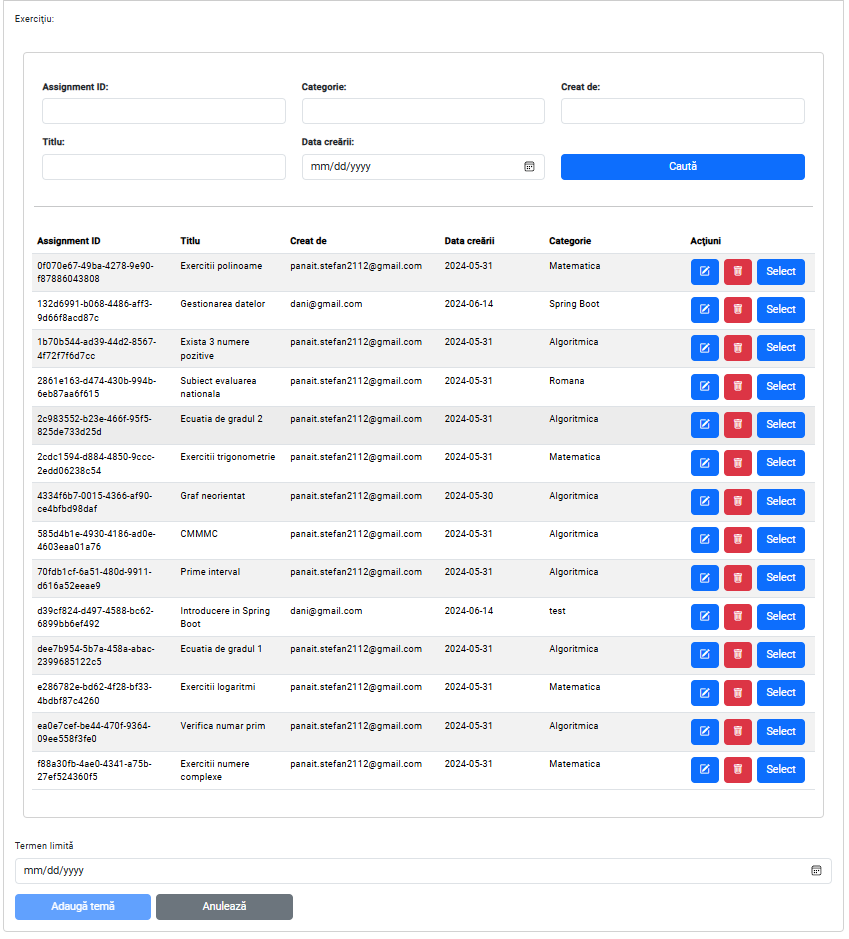 Exercițiu:
Assignment ID: Categorie: Creat de:
Titlu: Data creării:
mm/dd/yyyy Caută
Assignment ID Titlu Creat de Data creării Categorie Acțiuni
0f070e67-49ba-4278-9e90- Exercitii polinoame panait.stefan2112@gmail.com 2024-05-31 Matematica Select
f87886043808
132d6991-b068-4486-aff3- Gestionarea datelor dani@gmail.com 2024-06-14 Spring Boot Select
9d66f8acd87c
1b70b544-ad39-44d2-8567- Exista 3 numere panait.stefan2112@gmail.com 2024-05-31 Algoritmica Select
4f72f7f6d7cc pozitive
2861e163-d474-430b-994b- Subiect evaluarea panait.stefan2112@gmail.com 2024-05-31 Romana Select
6eb87aa6f615 nationala
2c983552-b23e-466f-95f5- Ecuatia de gradul 2 panait.stefan2112@gmail.com 2024-05-31 Algoritmica Select
825de733d25d
2cdc1594-d884-4850-9ccc- Exercitii trigonometrie panait.stefan2112@gmail.com 2024-05-31 Matematica Select
2edd06238c54
4334f6b7-0015-4366-af90- Graf neorientat panait.stefan2112@gmail.com 2024-05-30 Algoritmica Select
ce4bfbd98daf
585d4b1e-4930-4186-ad0e- CMMMC panait.stefan2112@gmail.com 2024-05-31 Algoritmica Select
4603eaa01a76
70fdb1cf-6a51-480d-9911- Prime interval panait.stefan2112@gmail.com 2024-05-31 Algoritmica Select
d616a52eeae9
d39cf824-d497-4588-bc62- Introducere in Spring dani@gmail.com 2024-06-14 test Select
6899bb6ef492 Boot
dee7b954-5b7a-458a-abac- Ecuatia de gradul 1 panait.stefan2112@gmail.com 2024-05-31 Algoritmica Select
2399685122c5
e286782e-bd62-4f28-bf33- Exercitii logaritmi panait.stefan2112@gmail.com 2024-05-31 Matematica Select
4bdbf87c4260
ea0e7cef-be44-470f-9364- Verifica numar prim panait.stefan2112@gmail.com 2024-05-31 Algoritmica Select
09ee558f3fe0
f88a30fb-4ae0-4341-a75b- Exercitii numere panait.stefan2112@gmail.com 2024-05-31 Matematica Select
27ef524360f5 complexe
Termen limită
mm/dd/yyyy
Adaugă temă Anulează